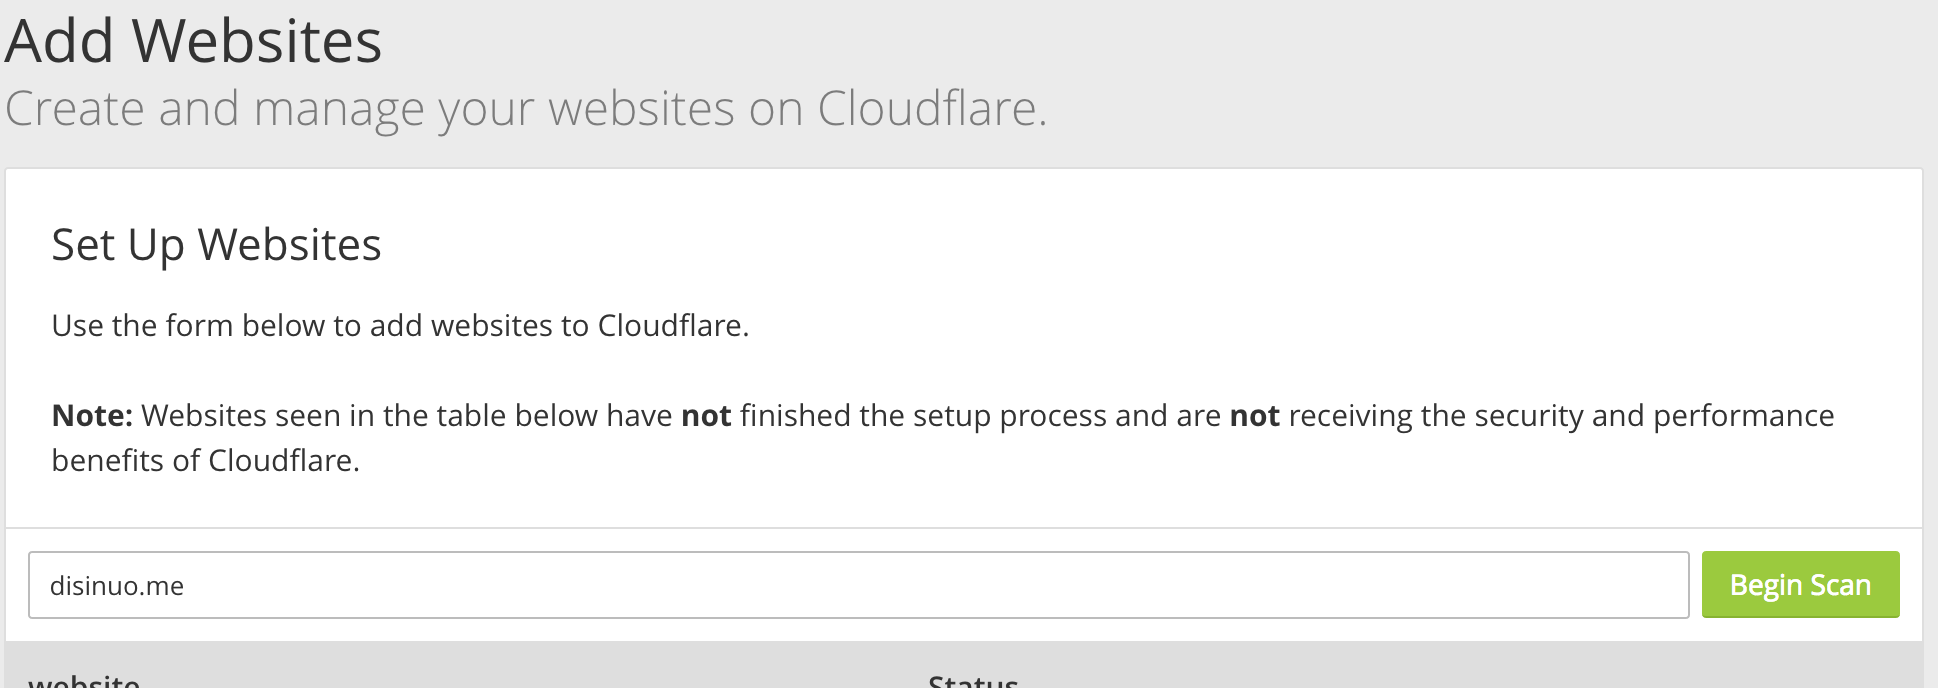 Add Websites
Create and manage your websites on Cloudflare.
Set Up Websites
Use the form below to add websites to Cloudflare.
Note: Websites seen in the table below have not finished the setup process and are not receiving the security and performance
benefits of Cloudflare.
disinuo.me Begin Scan
website Status